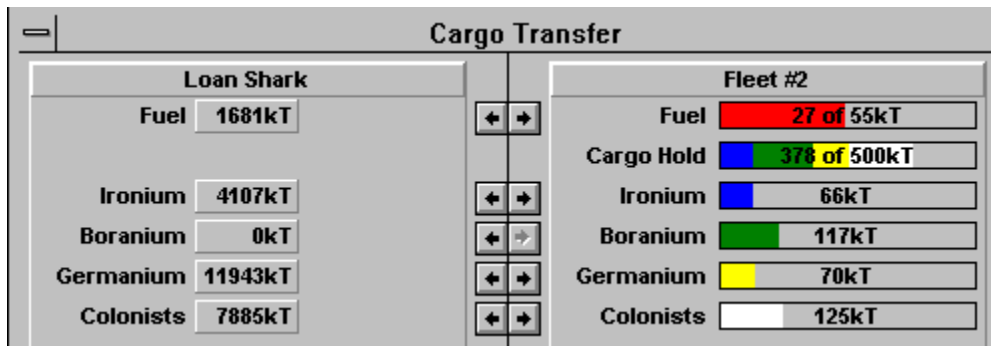 Cargo Transfer
Loan Shark
Fuel 1681kT
Ironium 4107kT
Boranium 0kT
Germanium 11943kT
Colonists 7885kT
Fleet #2
Fuel 27 of 55kT
Cargo Hold 378 of 500kT
Ironium 66kT
Boranium 117kT
Germanium 70kT
Colonists 125kT